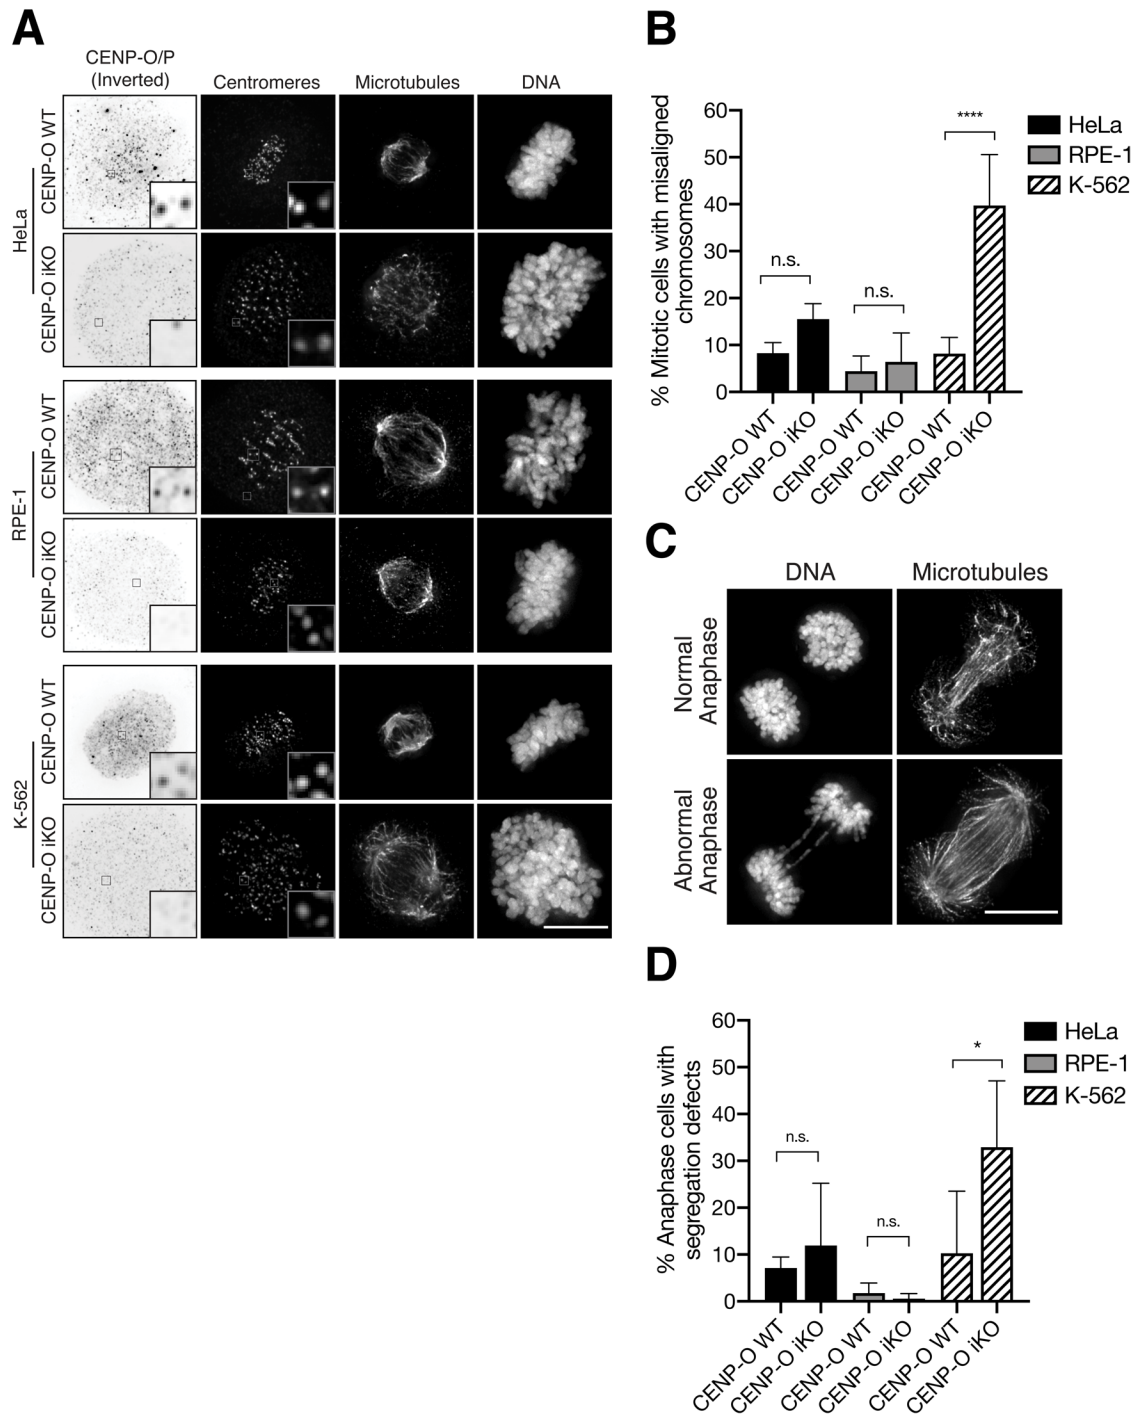 A
CENP-O/P
(Inverted)
Centromeres
Microtubules
DNA
HeLa
CENP-O WT
CENP-O iKO
RPE-1
CENP-O WT
CENP-O iKO
K-562
CENP-O WT
CENP-O iKO
B
% Mitotic cells with misaligned
chromosomes
60
50
40
30
20
10
0
n.s.
n.s.
****
HeLa
RPE-1
K-562
CENP-O WT
CENP-O iKO
CENP-O WT
CENP-O iKO
CENP-O WT
CENP-O iKO
C
DNA
Microtubules
Normal
Anaphase
Abnormal
Anaphase
D
% Anaphase cells with
segregation defects
60
50
40
30
20
10
0
n.s.
n.s.
*
HeLa
RPE-1
K-562
CENP-O WT
CENP-O iKO
CENP-O WT
CENP-O iKO
CENP-O WT
CENP-O iKO